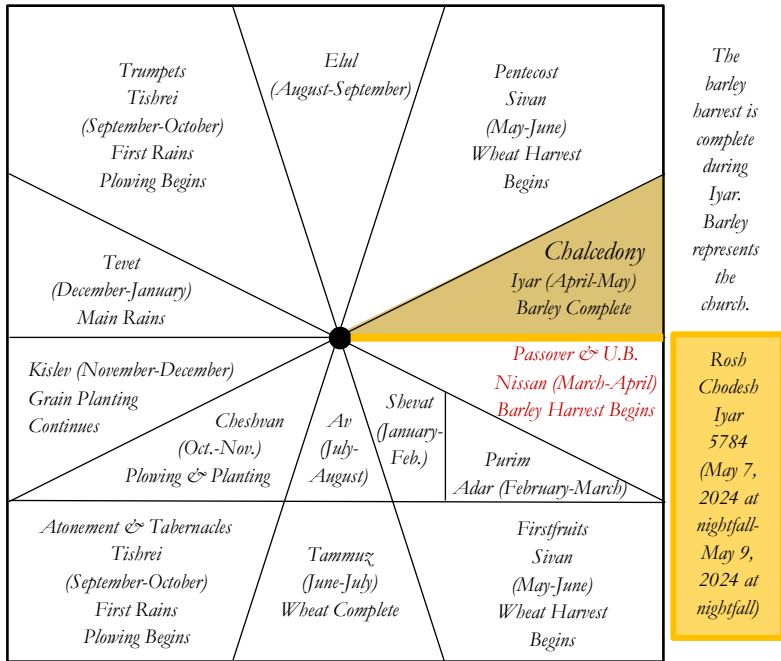 Trumpets
Tishrei
(September-October)
First Rains
Plowing Begins
Elul
(August-September)
Pentecost
Sivan
(May-June)
Wheat Harvest
Begins
The
barley
harvest is
complete
during
Iyar.
Barley
represents
the
church.
Tevet
(December-January)
Main Rains
Chalcedony
Iyar (April-May)
Barley Complete
Kislev (November-December)
Grain Planting
Continues
Cheshvan
(Oct.-Nov.)
Plowing & Planting
Av
(July-
August)
Shevat
(January-
Feb.)
Passover & U.B.
Nissan (March-April)
Barley Harvest Begins
Purim
Adar (February-March)
Rosh
Chodesh
Iyar
5784
(May 7,
2024 at
nightfall-
May 9,
2024 at
nightfall)
Atonement & Tabernacles
Tishrei
(September-October)
First Rains
Plowing Begins
Tammuz
(June-July)
Wheat Complete
Firstfruits
Sivan
(May-June)
Wheat Harvest
Begins